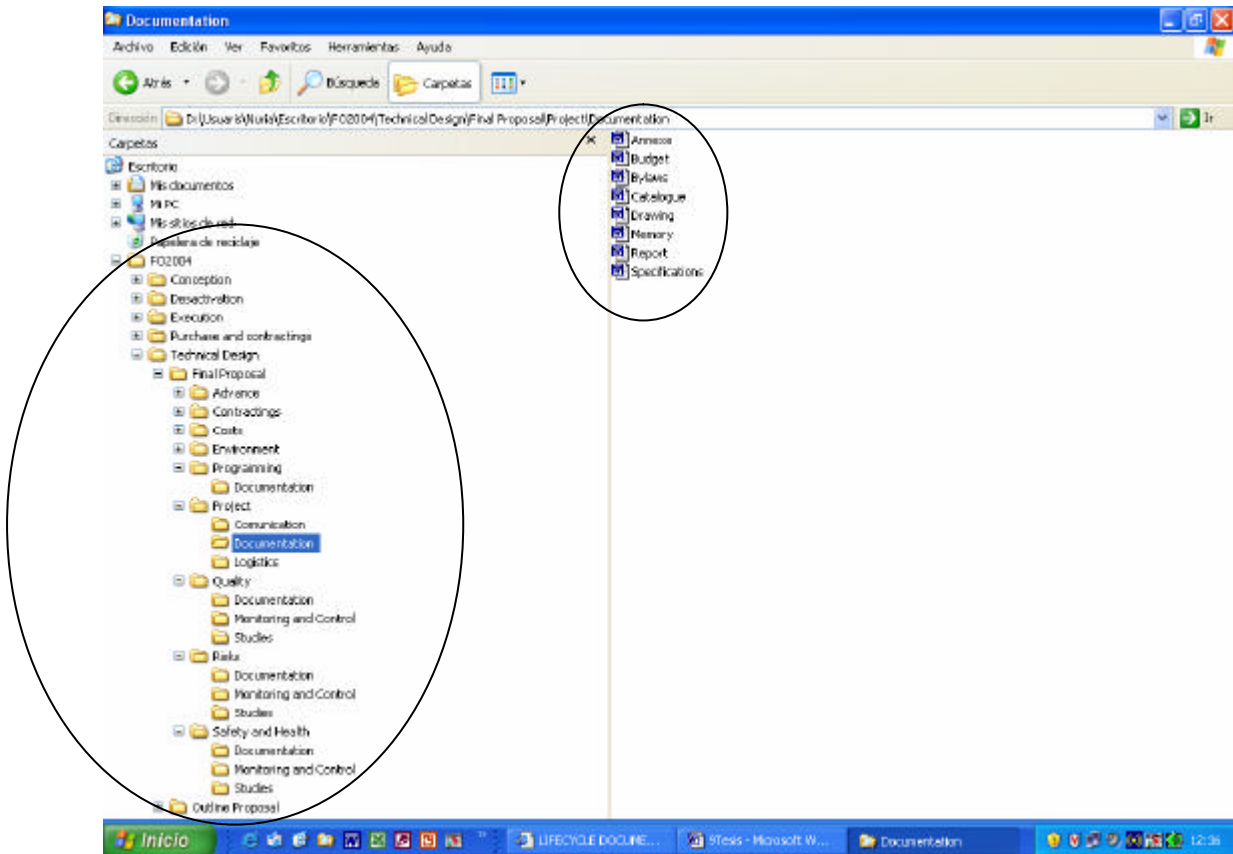 Documentation
Archivo Edición Ver Favoritos Herramientas Ayuda
Atrás Búsqueda Carpetas
Dirección D:\Usuaris\Nuria\Escritorio\FO2004\Technical Design\Final Proposal\Project\Documentation Ir
Carpetas
Escritorio
Mis documentos
Mi PC
Mis sitios de red
Papelera de reciclaje
FO2004
Conception
Desactivation
Execution
Purchase and contractings
Technical Design
Final Proposal
Advance
Contractings
Costs
Environment
Programming
Documentation
Project
Comunication
Documentation
Logistics
Quality
Documentation
Monitoring and Control
Studies
Risks
Documentation
Monitoring and Control
Studies
Safety and Health
Documentation
Monitoring and Control
Studies
Outline Proposal
Annexe
Budget
Bylaws
Catalogue
Drawing
Memory
Report
Specifications
Inicio LIFECYCLE DOCUME... 9Tesis - Microsoft W... Documentation 12:36